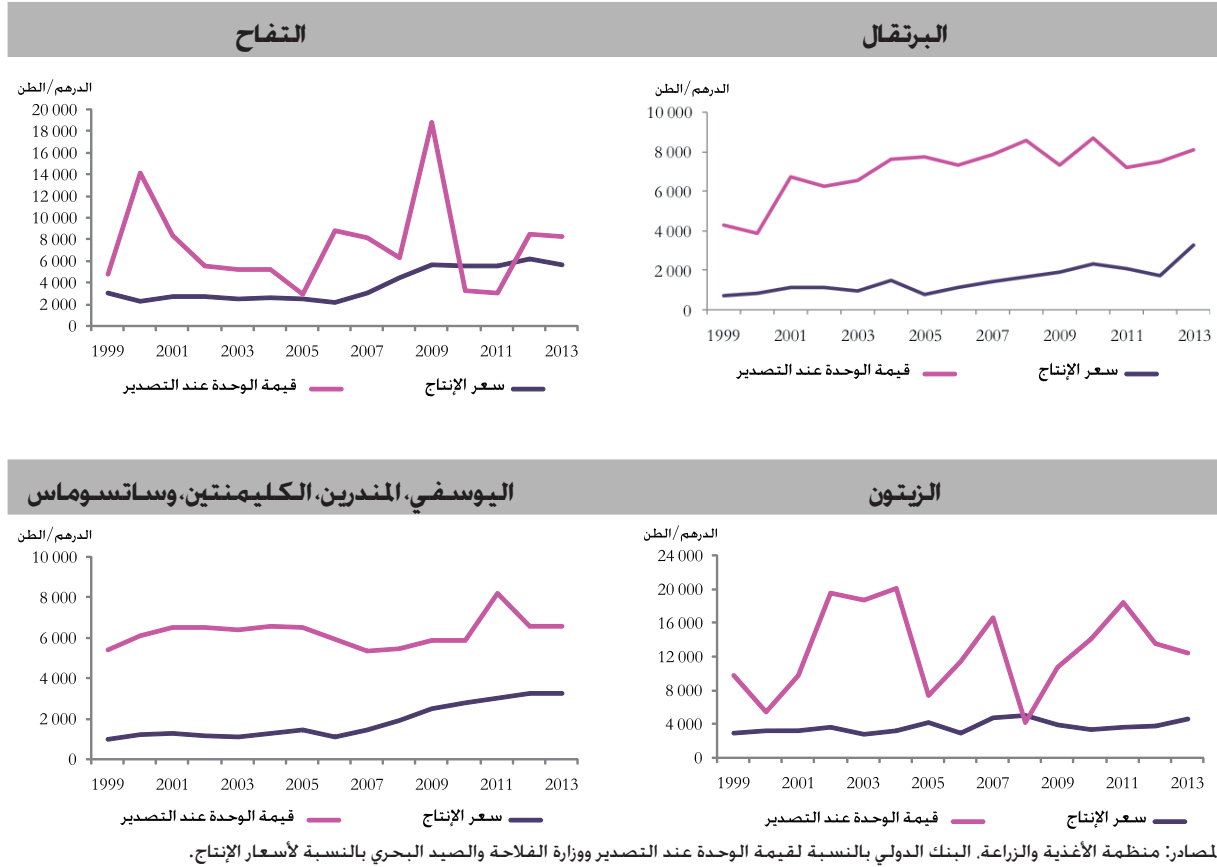 البرتقال
الدرهم/الطن
10 000
8 000
6 000
4 000
2 000
0
1999 2001 2003 2005 2007 2009 2011 2013
سعر الإنتاج
قيمة الوحدة عند التصدير
التفاح
الدرهم/الطن
20 000
18 000
16 000
14 000
12 000
10 000
8 000
6 000
4 000
2 000
0
1999 2001 2003 2005 2007 2009 2011 2013
سعر الإنتاج
قيمة الوحدة عند التصدير
الزيتون
الدرهم/الطن
24 000
20 000
16 000
12 000
8 000
4 000
0
1999 2001 2003 2005 2007 2009 2011 2013
سعر الإنتاج
قيمة الوحدة عند التصدير
اليوسفي، المندرين، الكليمنتين، وساتسوماس
الدرهم/الطن
10 000
8 000
6 000
4 000
2 000
0
1999 2001 2003 2005 2007 2009 2011 2013
سعر الإنتاج
قيمة الوحدة عند التصدير
لمصادر: منظمة الأغذية والزراعة، البنك الدولي بالنسبة لقيمة الوحدة عند التصدير ووزارة الفلاحة والصيد البحري بالنسبة لأسعار الإنتاج.